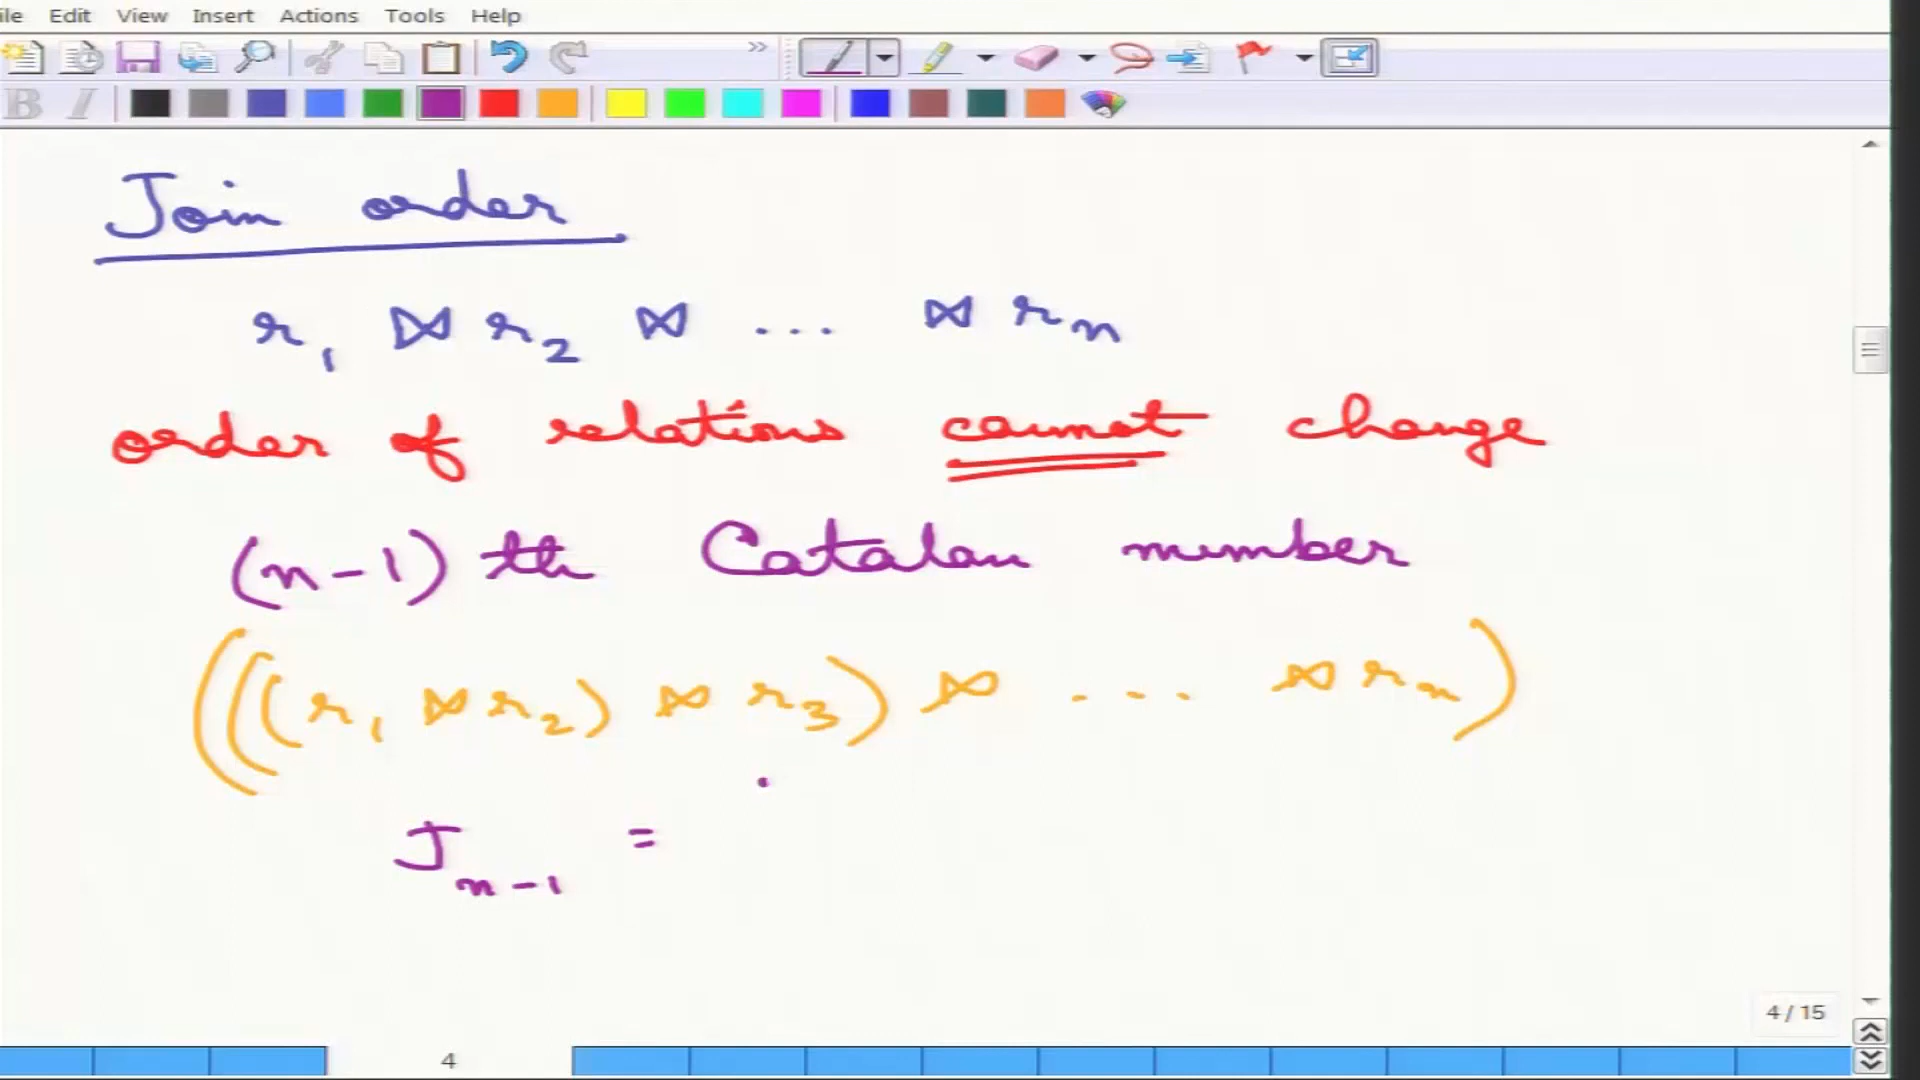 ile Edit View Insert Actions Tools Help
B I
Join order
r₁ ⋈ r₂ ⋈ ... ⋈ rₙ
order of relations cannot change
(n-1) th Catalan number
(((r₁ ⋈ r₂) ⋈ r₃) ⋈ ... ⋈ rₙ)
Jₙ₋₁ =
4 / 15
4